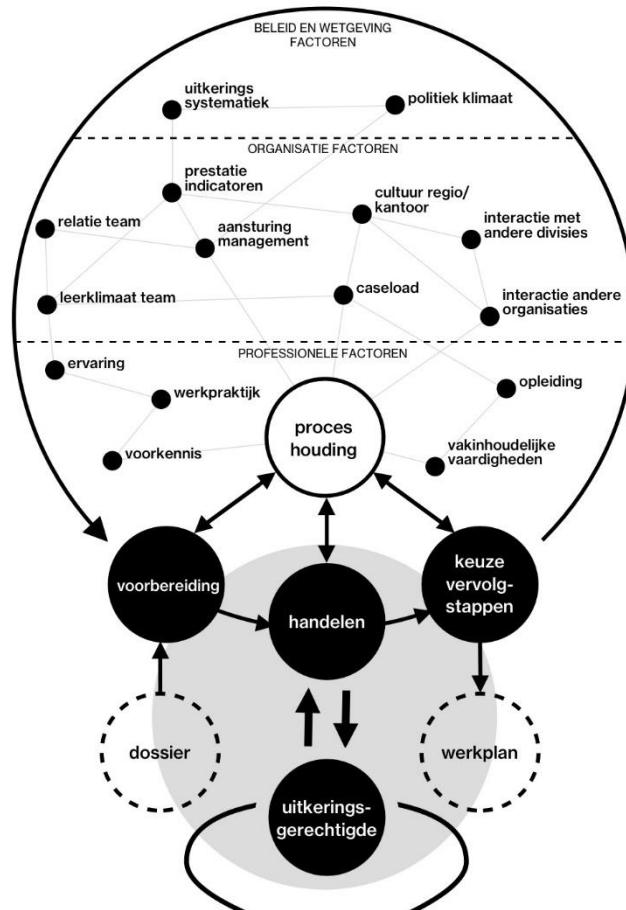 BELEID EN WETGEVING
FACTOREN
uitkerings
systematiek
politiek klimaat
ORGANISATIE FACTOREN
prestatie
indicatoren
cultuur regio/
kantoor
relatie team
aansturing
management
interactie met
andere divisies
leerklimaat team
caseload
interactie andere
organisaties
PROFESSIONELE FACTOREN
ervaring
werkpraktijk
opleiding
proces
houding
voorkennis
vakinhoudelijke
vaardigheden
voorbereiding
handelen
keuze
vervolg-
stappen
dossier
werkplan
uitkerings-
gerechtigde